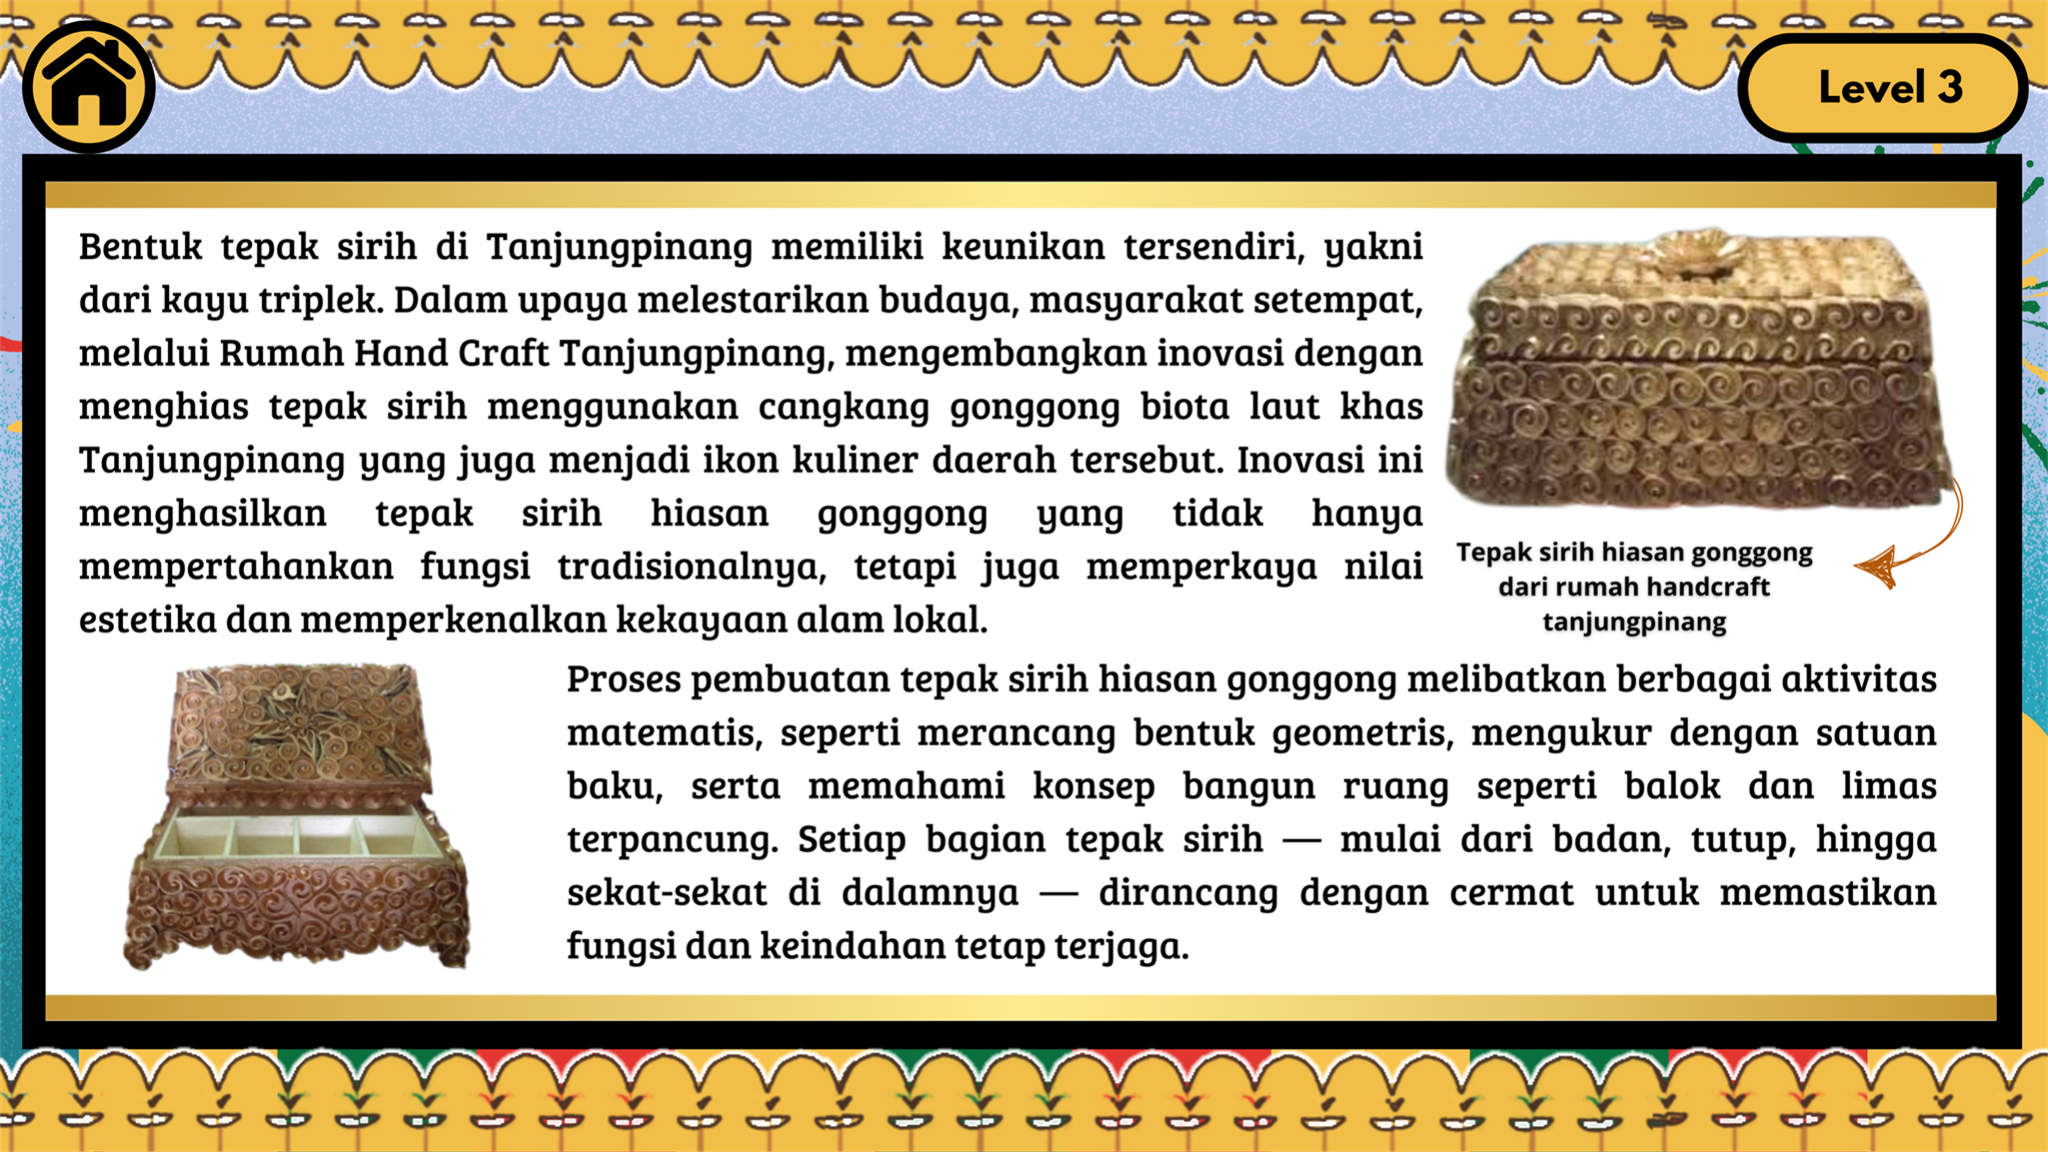 Level 3
Bentuk tepak sirih di Tanjungpinang memiliki keunikan tersendiri, yakni
dari kayu triplek. Dalam upaya melestarikan budaya, masyarakat setempat,
melalui Rumah Hand Craft Tanjungpinang, mengembangkan inovasi dengan
menghias tepak sirih menggunakan cangkang gonggong biota laut khas
Tanjungpinang yang juga menjadi ikon kuliner daerah tersebut. Inovasi ini
menghasilkan tepak sirih hiasan gonggong yang tidak hanya
mempertahankan fungsi tradisionalnya, tetapi juga memperkaya nilai
estetika dan memperkenalkan kekayaan alam lokal.
Tepak sirih hiasan gonggong
dari rumah handcraft
tanjungpinang
Proses pembuatan tepak sirih hiasan gonggong melibatkan berbagai aktivitas
matematis, seperti merancang bentuk geometris, mengukur dengan satuan
baku, serta memahami konsep bangun ruang seperti balok dan limas
terpancung. Setiap bagian tepak sirih — mulai dari badan, tutup, hingga
sekat-sekat di dalamnya — dirancang dengan cermat untuk memastikan
fungsi dan keindahan tetap terjaga.